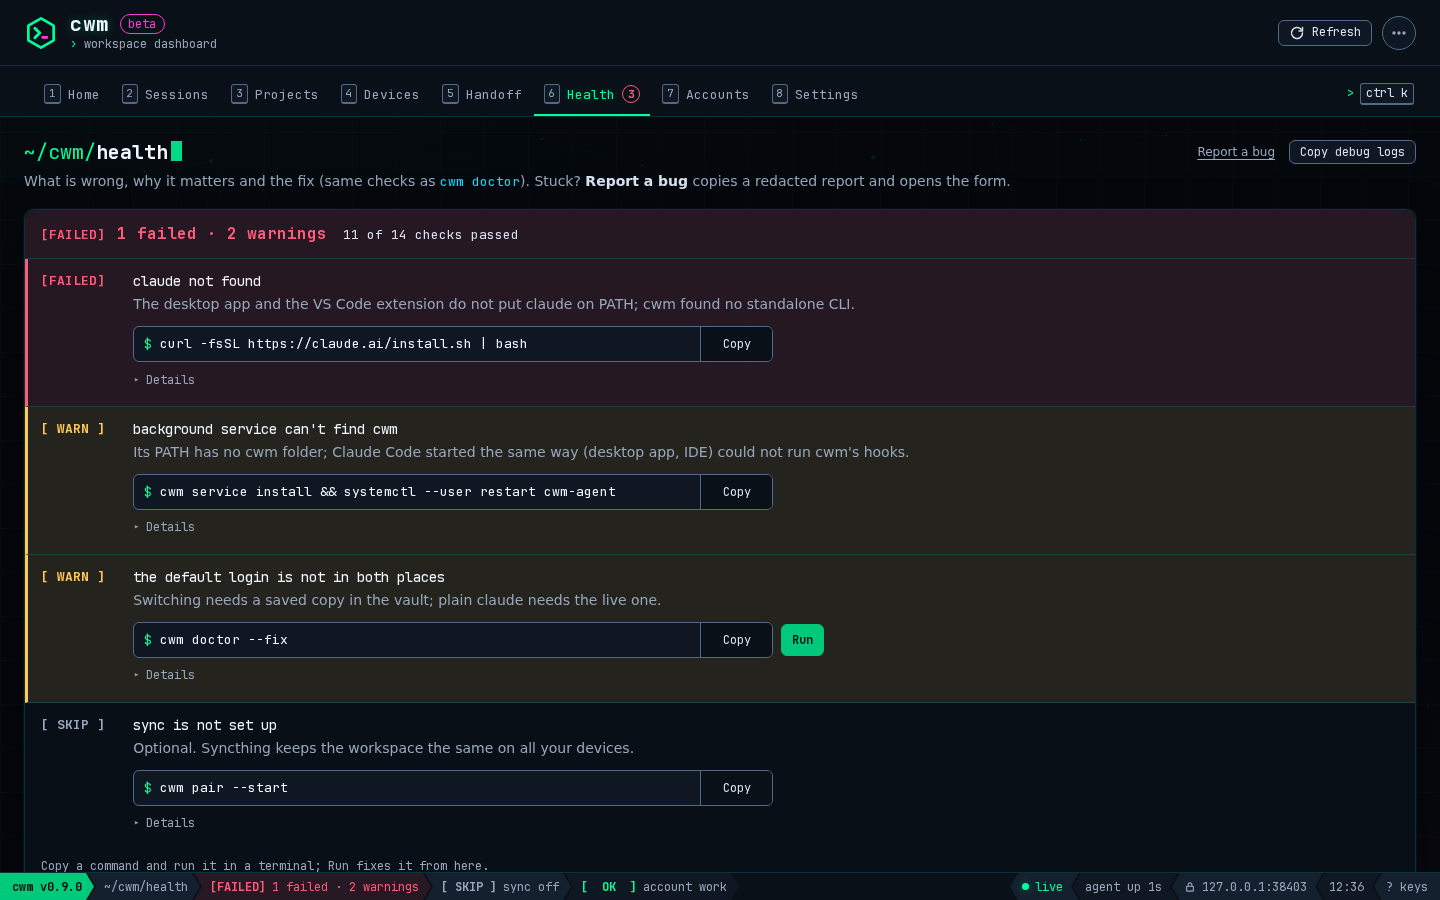 cwm beta
› workspace dashboard
Refresh
1 Home 2 Sessions 3 Projects 4 Devices 5 Handoff 6 Health 3 7 Accounts 8 Settings
> ctrl k
~/cwm/health
Report a bug Copy debug logs
What is wrong, why it matters and the fix (same checks as cwm doctor). Stuck? Report a bug copies a redacted report and opens the form.
[FAILED] 1 failed · 2 warnings 11 of 14 checks passed
[FAILED] claude not found
The desktop app and the VS Code extension do not put claude on PATH; cwm found no standalone CLI.
$ curl -fsSL https://claude.ai/install.sh | bash Copy
▸ Details
[ WARN ] background service can't find cwm
Its PATH has no cwm folder; Claude Code started the same way (desktop app, IDE) could not run cwm's hooks.
$ cwm service install && systemctl --user restart cwm-agent Copy
▸ Details
[ WARN ] the default login is not in both places
Switching needs a saved copy in the vault; plain claude needs the live one.
$ cwm doctor --fix Copy Run
▸ Details
[ SKIP ] sync is not set up
Optional. Syncthing keeps the workspace the same on all your devices.
$ cwm pair --start Copy
▸ Details
Copy a command and run it in a terminal; Run fixes it from here.
cwm v0.9.0 ~/cwm/health [FAILED] 1 failed · 2 warnings [ SKIP ] sync off [ OK ] account work live agent up 1s 127.0.0.1:38403 12:36 ? keys